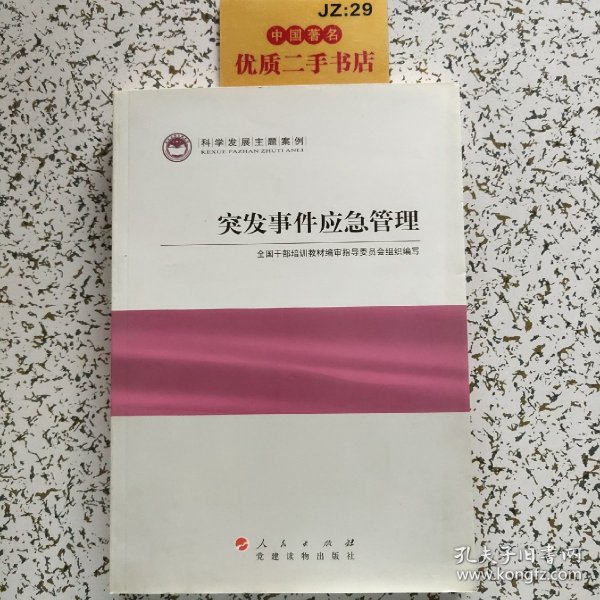 JZ:29
中国著名
优质二手书店
科学发展主题案例
KEXUE FAZHAN ZHUTI ANLI
突发事件应急管理
全国干部培训教材编审指导委员会组织编写
人民出版社
党建读物出版社
孔夫子旧书网
www.kongfz.com